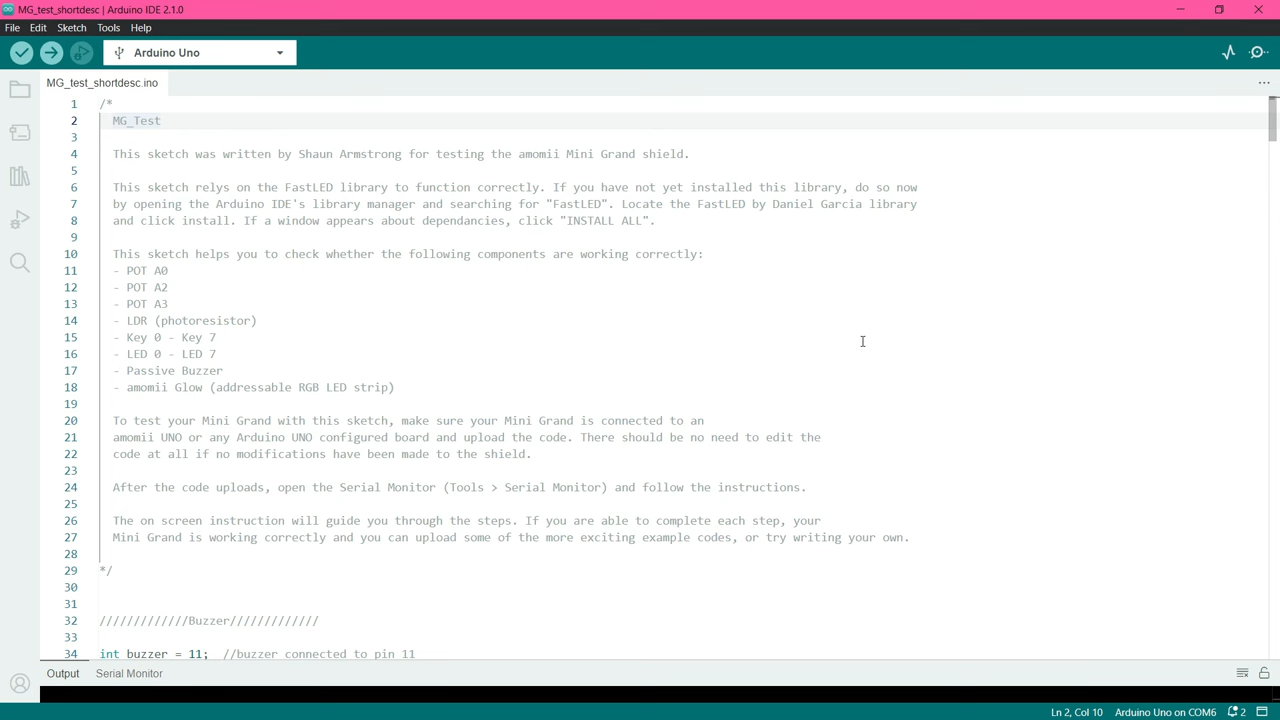 MG_test_shortdesc | Arduino IDE 2.1.0
File Edit Sketch Tools Help
Arduino Uno
MG_test_shortdesc.ino
1 /*
2 MG_Test
3
4 This sketch was written by Shaun Armstrong for testing the amomii Mini Grand shield.
5
6 This sketch relys on the FastLED library to function correctly. If you have not yet installed this library, do so now
7 by opening the Arduino IDE's library manager and searching for "FastLED". Locate the FastLED by Daniel Garcia library
8 and click install. If a window appears about dependancies, click "INSTALL ALL".
9
10 This sketch helps you to check whether the following components are working correctly:
11 - POT A0
12 - POT A2
13 - POT A3
14 - LDR (photoresistor)
15 - Key 0 - Key 7
16 - LED 0 - LED 7
17 - Passive Buzzer
18 - amomii Glow (addressable RGB LED strip)
19
20 To test your Mini Grand with this sketch, make sure your Mini Grand is connected to an
21 amomii UNO or any Arduino UNO configured board and upload the code. There should be no need to edit the
22 code at all if no modifications have been made to the shield.
23
24 After the code uploads, open the Serial Monitor (Tools > Serial Monitor) and follow the instructions.
25
26 The on screen instruction will guide you through the steps. If you are able to complete each step, your
27 Mini Grand is working correctly and you can upload some of the more exciting example codes, or try writing your own.
28
29 */
30
31
32 /////////////Buzzer/////////////
33
34 int buzzer = 11; //buzzer connected to pin 11
Output Serial Monitor
Ln 2, Col 10 Arduino Uno on COM6 2